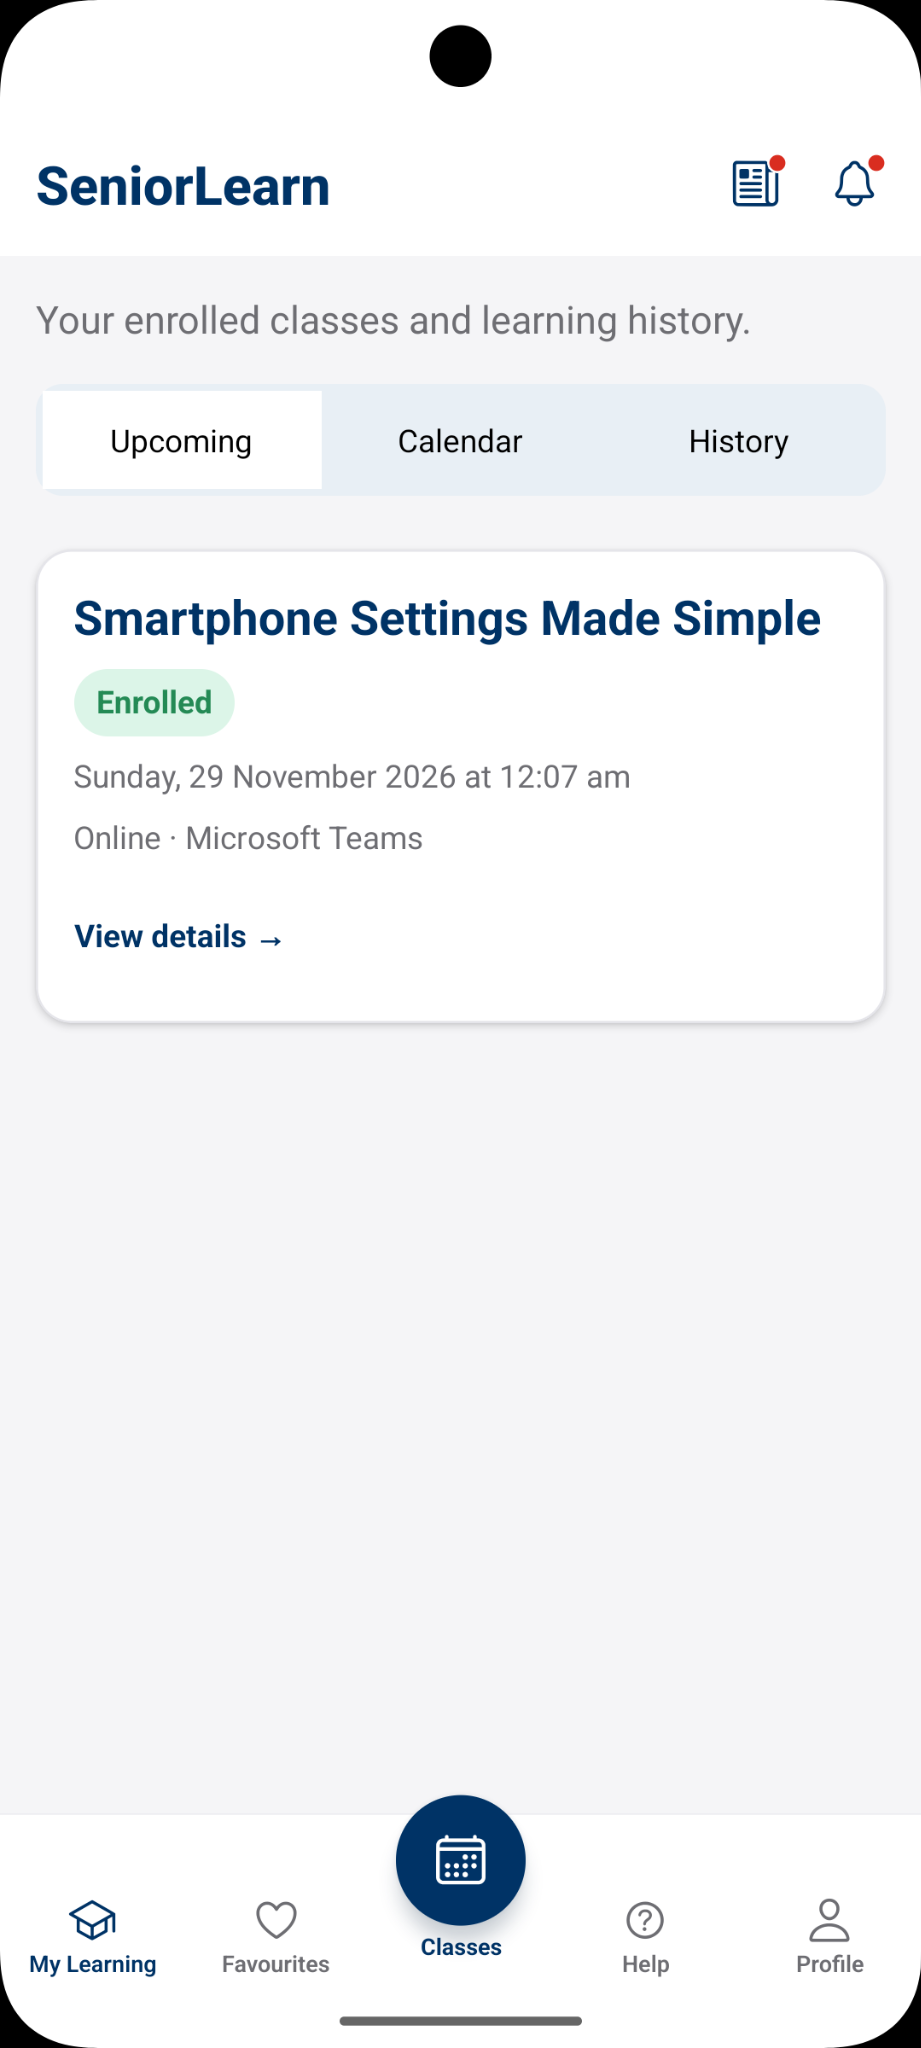 SeniorLearn
Your enrolled classes and learning history.
Upcoming
Calendar
History
Smartphone Settings Made Simple
Enrolled
Sunday, 29 November 2026 at 12:07 am
Online · Microsoft Teams
View details →
My Learning
Favourites
Classes
Help
Profile